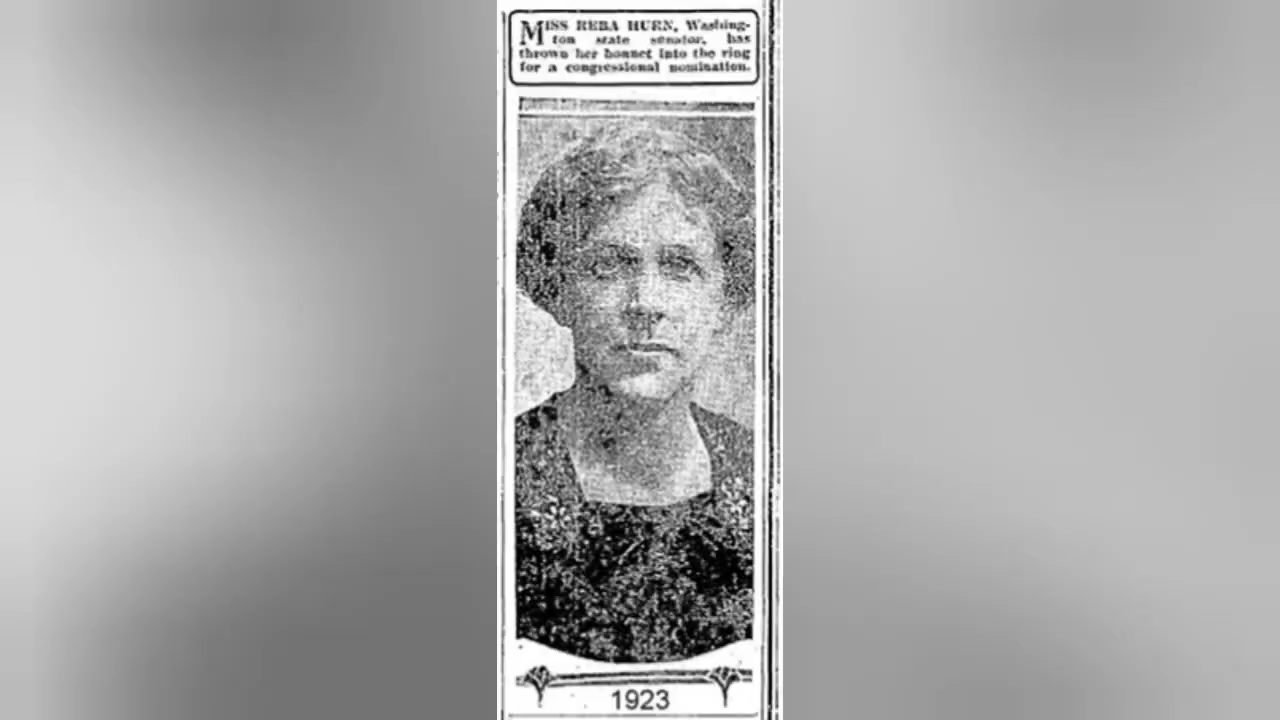 MISS REBA HURN, Washing-
ton state senator, has
thrown her bonnet into the ring
for a congressional nomination.
1923